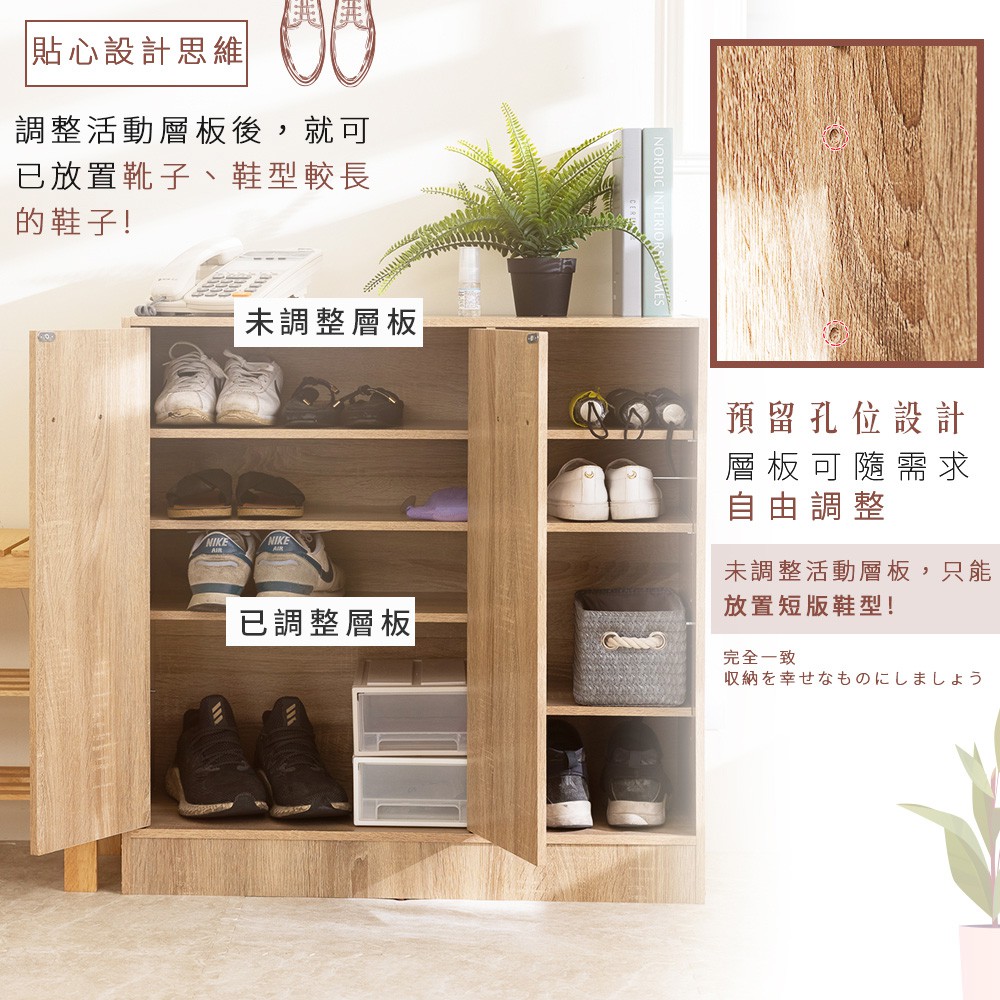 貼心設計思維
調整活動層板後，就可
已放置靴子、鞋型較長
的鞋子!
NORDIC INTERIORS
未調整層板
預留孔位設計
層板可隨需求
自由調整
NIKE
AIR
NIKE
AIR
已調整層板
未調整活動層板，只能
放置短版鞋型!
完全一致
収納を幸せなものにしましょう